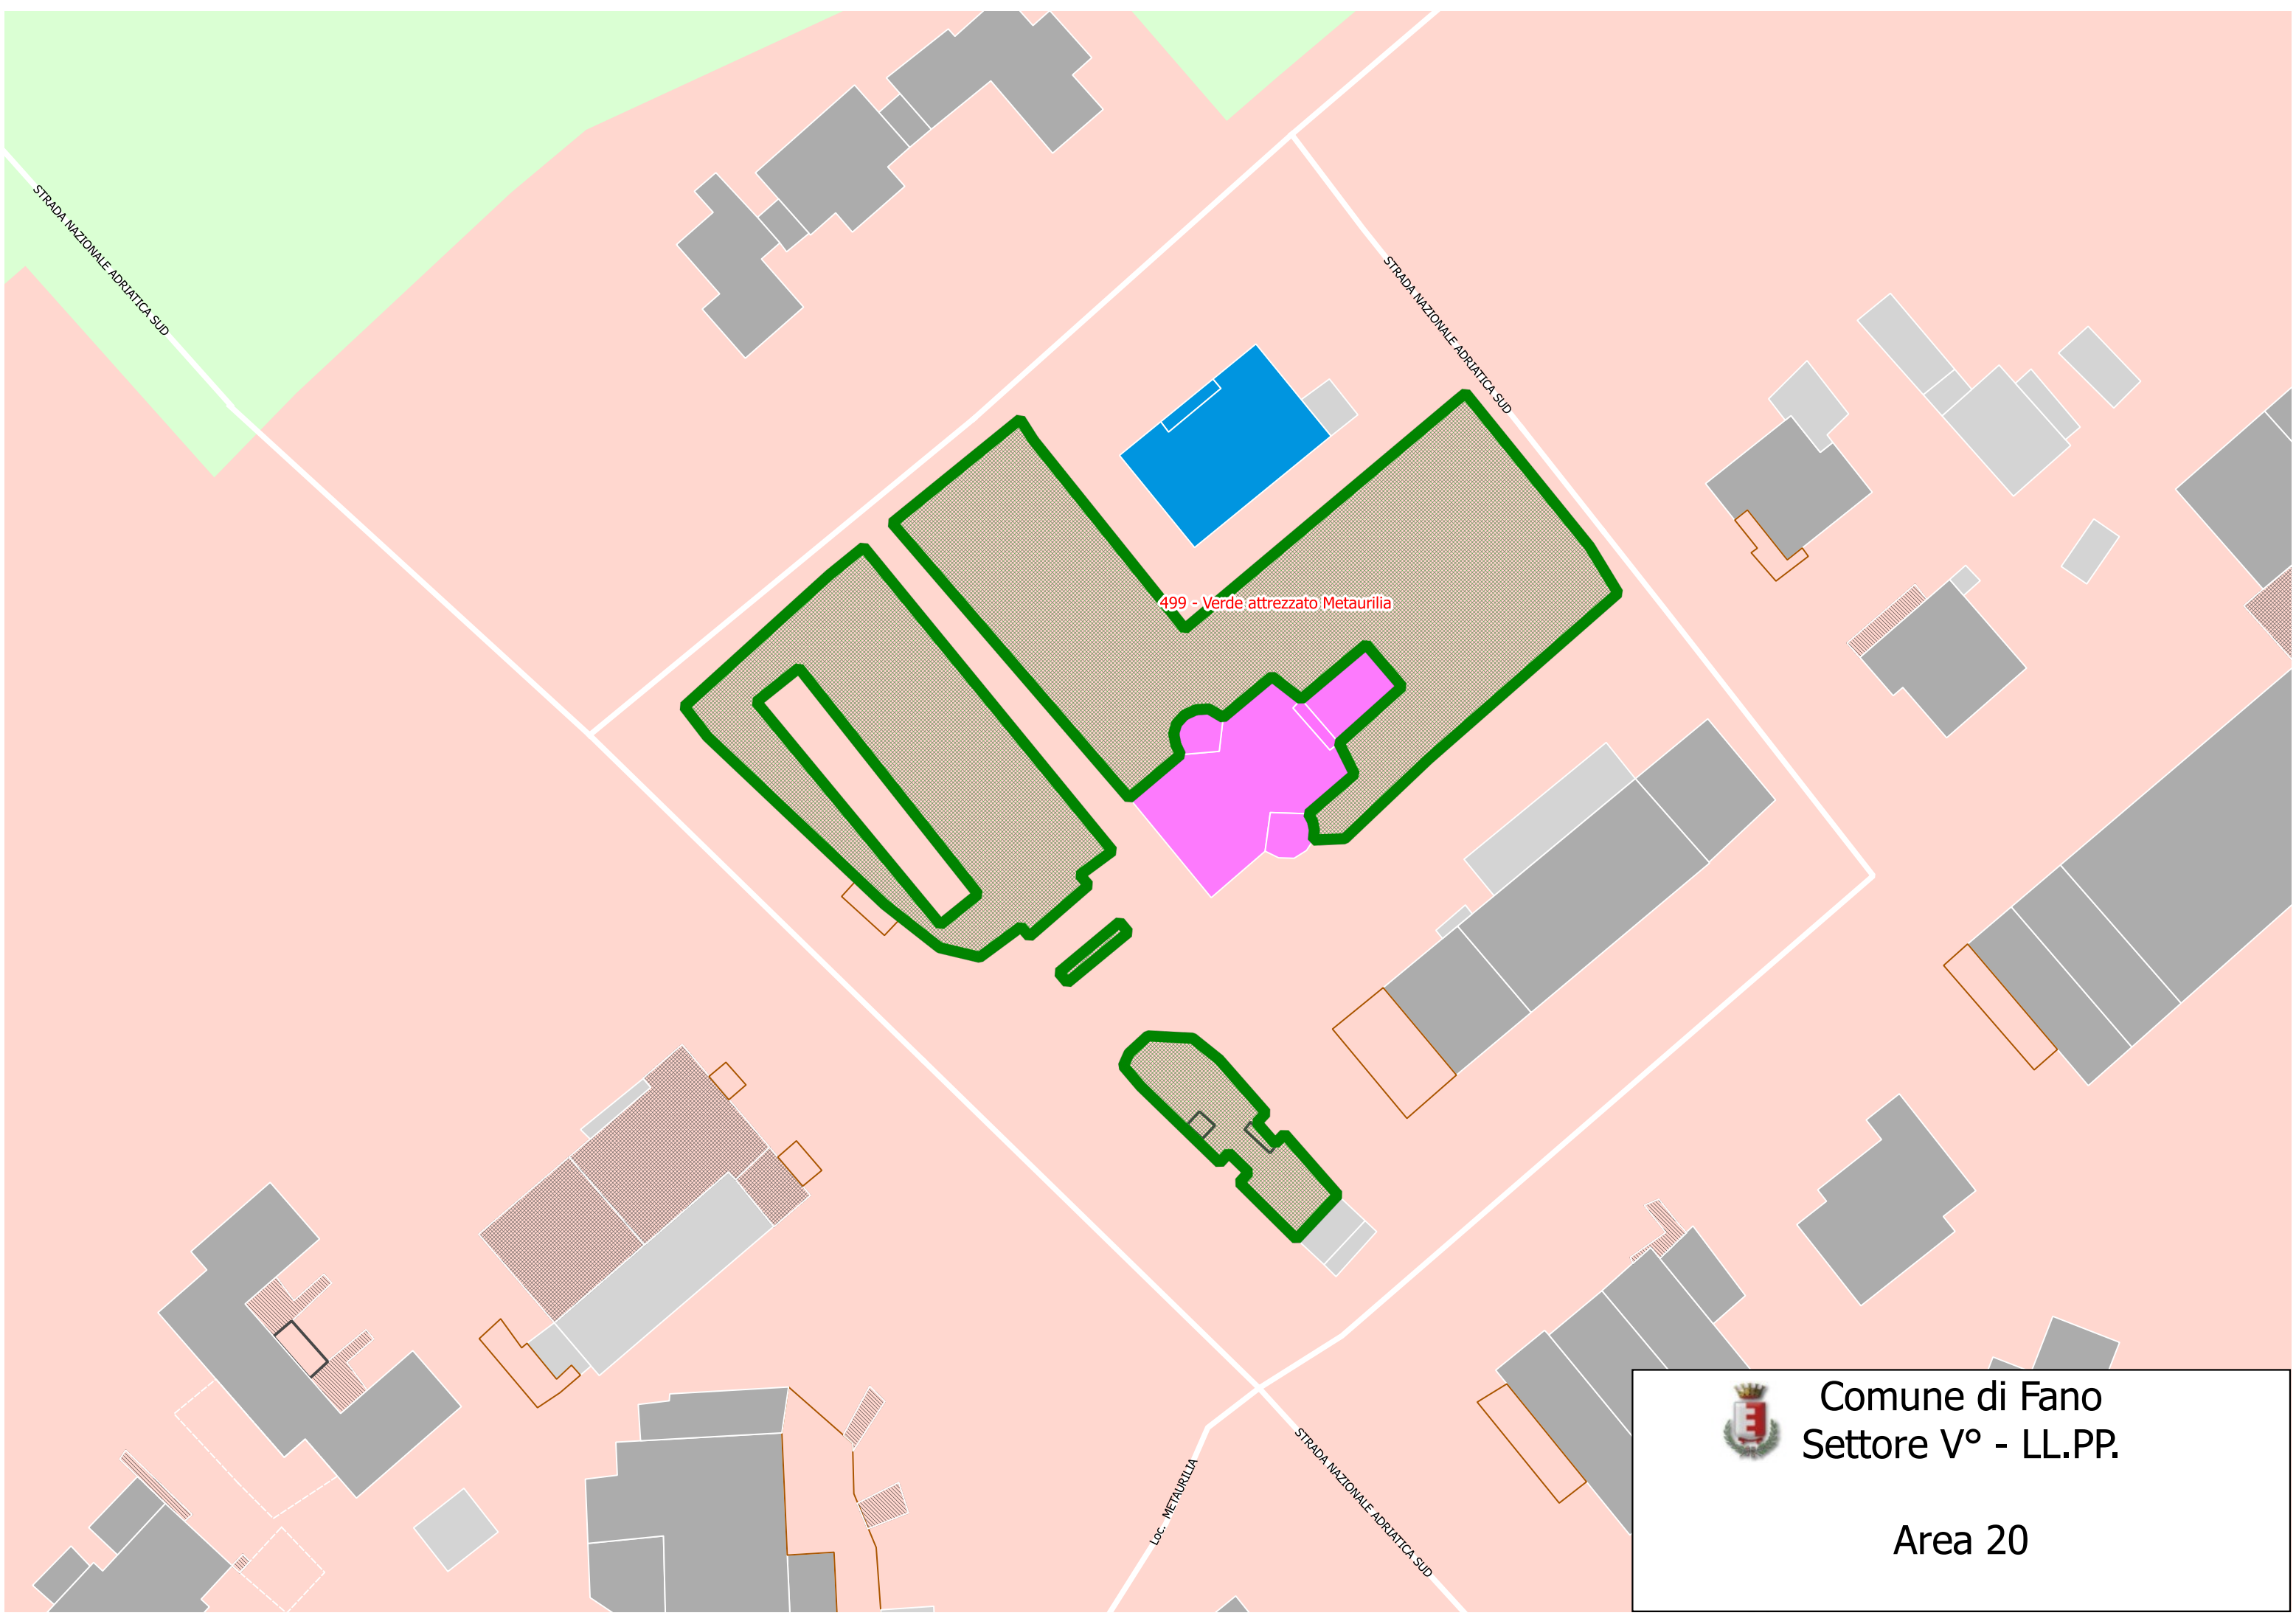 STRADA NAZIONALE ADRIATICA SUD
STRADA NAZIONALE ADRIATICA SUD
499 - Verde attrezzato Metaurilia
Loc. METAURILIA
STRADA NAZIONALE ADRIATICA SUD
Comune di Fano
Settore V° - LL.PP.
Area 20